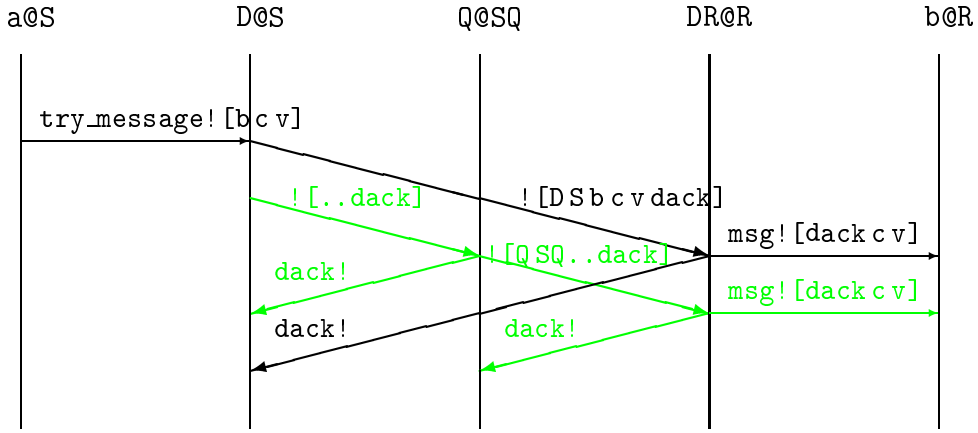 a@S D@S Q@SQ DR@R b@R
try_message![b c v]
![..dack] ![D S b c v dack]
msg![dack c v]
![Q SQ..dack]
dack!
msg![dack c v]
dack! dack!